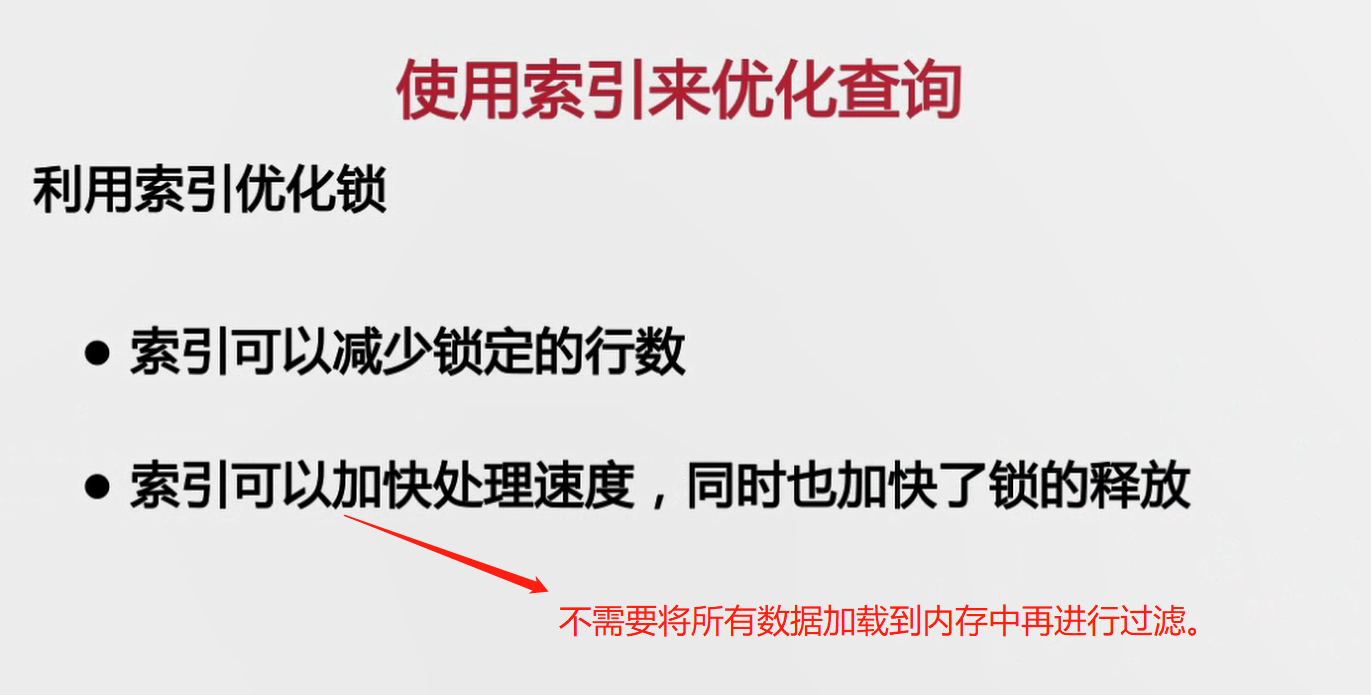 使用索引来优化查询
利用索引优化锁
● 索引可以减少锁定的行数
● 索引可以加快处理速度，同时也加快了锁的释放
不需要将所有数据加载到内存中再进行过滤。